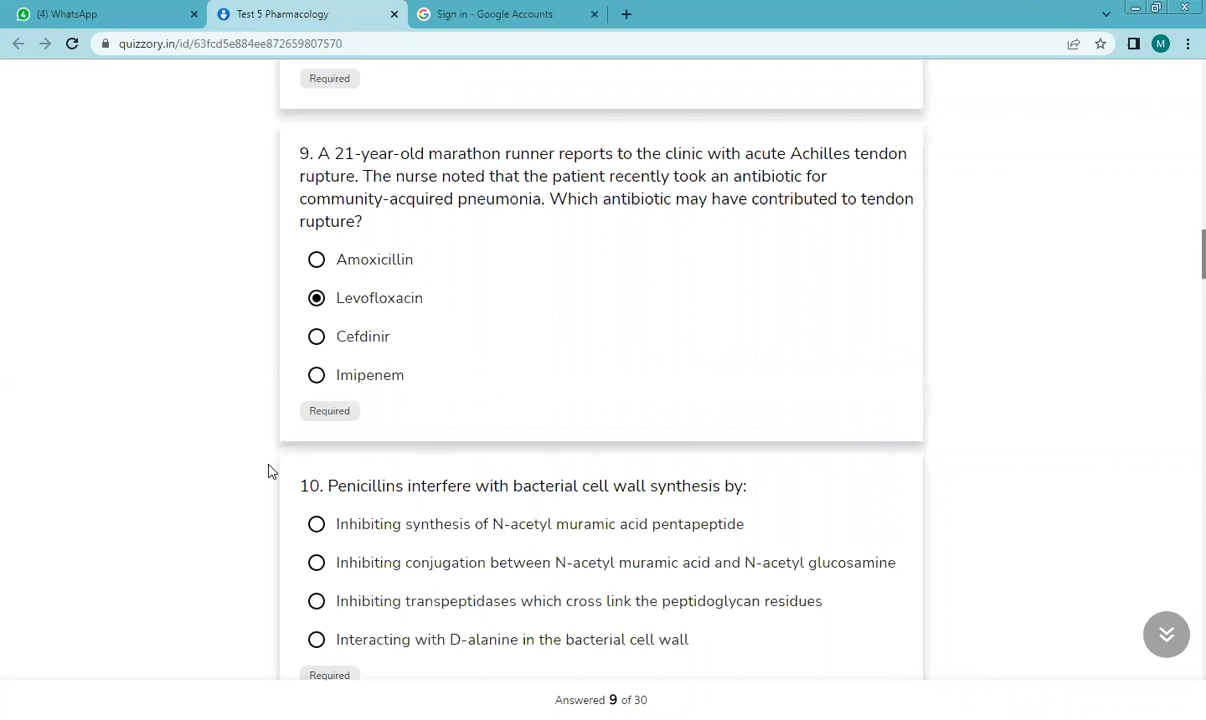 (4) WhatsApp
Test 5 Pharmacology
Sign in - Google Accounts
quizzory.in/id/63fcd5e884ee872659807570
M
Required
9. A 21-year-old marathon runner reports to the clinic with acute Achilles tendon
rupture. The nurse noted that the patient recently took an antibiotic for
community-acquired pneumonia. Which antibiotic may have contributed to tendon
rupture?
Amoxicillin
Levofloxacin
Cefdinir
Imipenem
Required
10. Penicillins interfere with bacterial cell wall synthesis by:
Inhibiting synthesis of N-acetyl muramic acid pentapeptide
Inhibiting conjugation between N-acetyl muramic acid and N-acetyl glucosamine
Inhibiting transpeptidases which cross link the peptidoglycan residues
Interacting with D-alanine in the bacterial cell wall
Required
Answered 9 of 30